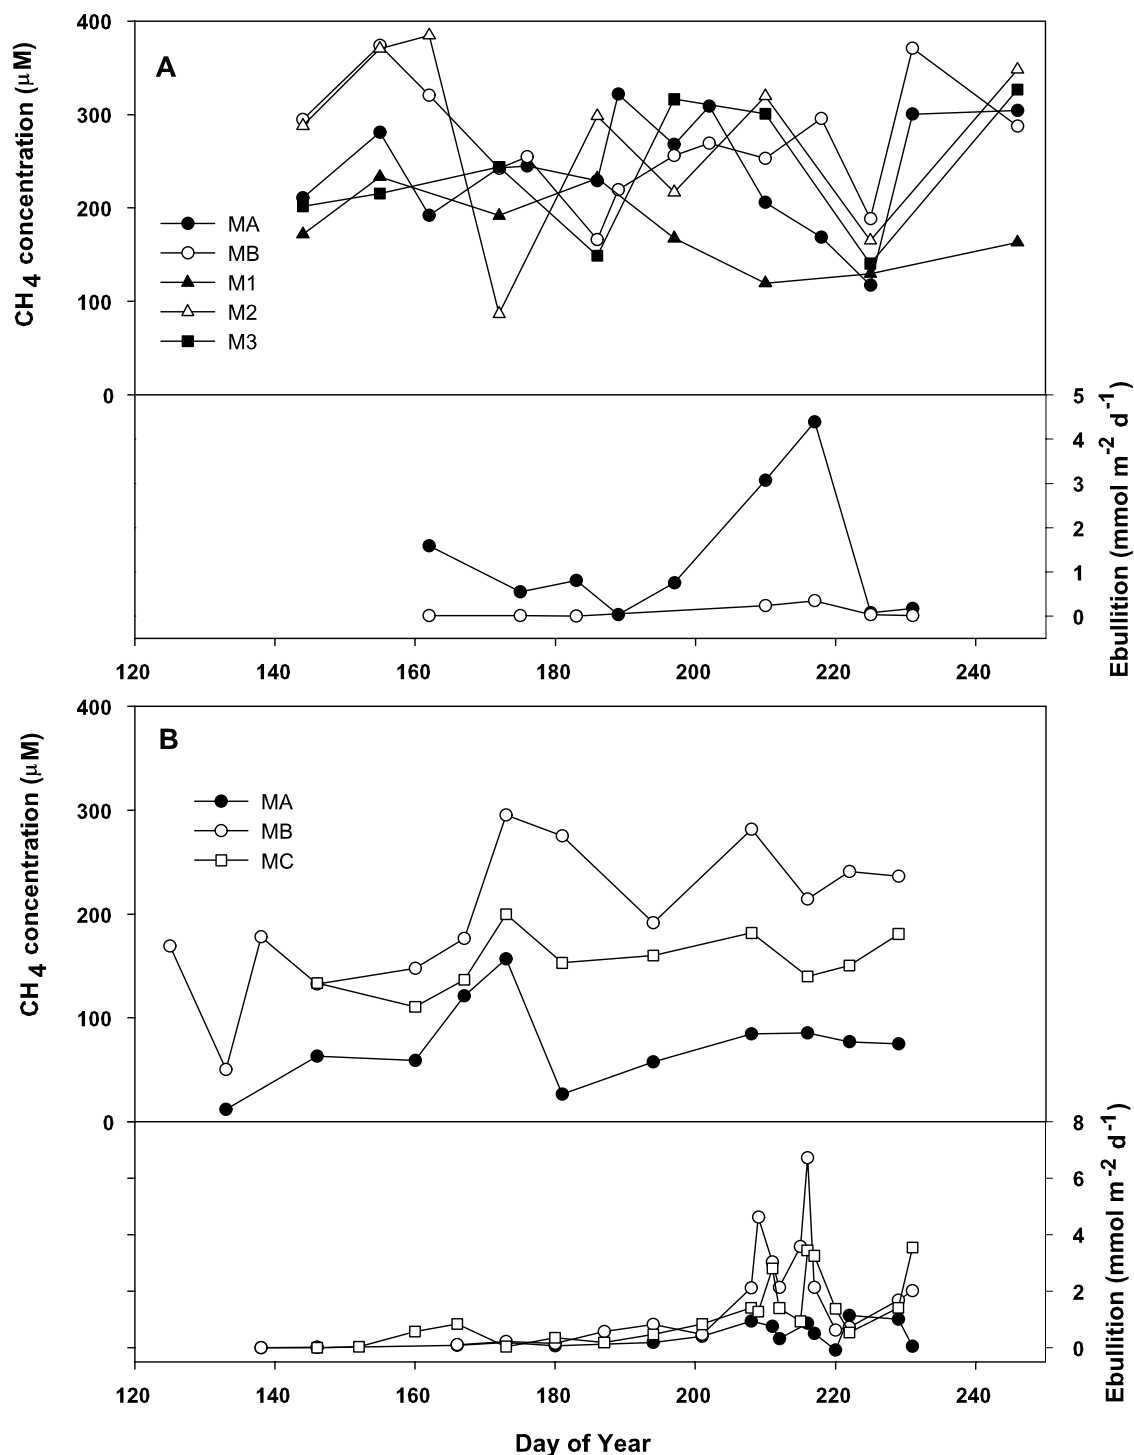 400
A
300
200
100
0
CH4 concentration (μM)
MA
MB
M1
M2
M3
5
4
3
2
1
0
Ebullition (mmol m-2 d-1)
120 140 160 180 200 220 240
400
B
300
200
100
0
CH4 concentration (μM)
MA
MB
MC
8
6
4
2
0
Ebullition (mmol m-2 d-1)
120 140 160 180 200 220 240
Day of Year